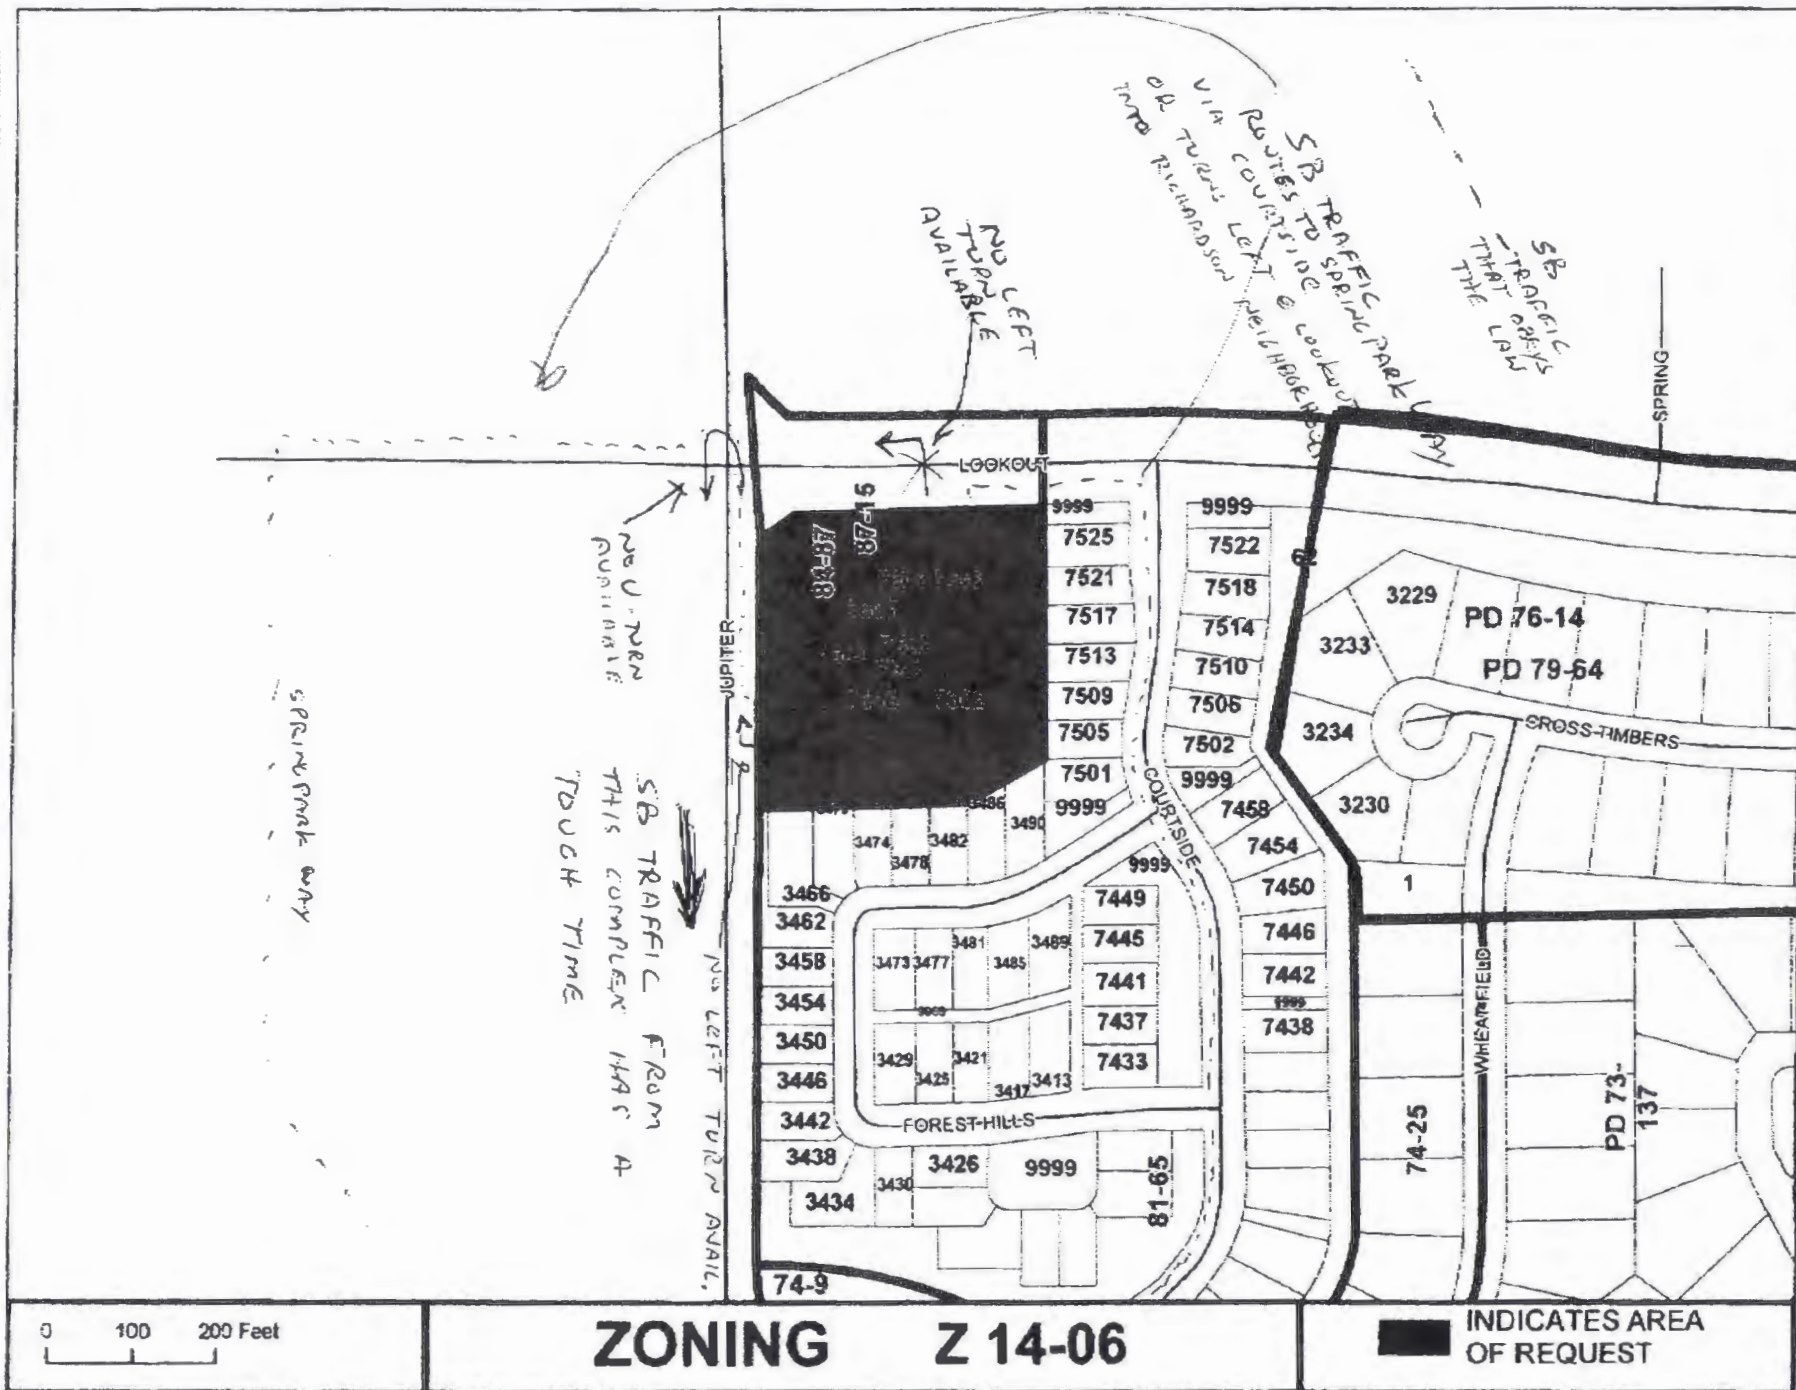 SB TRAFFIC
ROUTES TO SPRINGPARK WAY
VIA COURTSIDE
OR TURNS LEFT @ LOOKOUT
INTO RICHARDSON NEIGHBORHOOD
SB
TRAFFIC
THAT OBEYS
THE LAW
NO LEFT
TURN
AVAILABLE
SPRING
LOOKOUT
JUPITER
NO U-TURN
AVAILABLE
SB TRAFFIC FROM
THIS COMPLEX HAS A
TOUGH TIME
SPRINGPARK WAY
NO LEFT TURN AVAIL.
87-15
9999
7525
7521
7517
7513
7509
7505
7501
9999
9999
7522
7518
7514
7510
7506
7502
9999
7458
7454
7450
7446
7442
9999
7438
COURTSIDE
3229
3233
3234
3230
PD 76-14
PD 79-64
CROSS TIMBERS
1
WHEATFIELD
PD 73-
137
74-25
3474
3478
3482
3486
3490
3466
3462
3458
3454
3450
3446
3442
3438
3434
3430
3426
9999
3473
3477
3481
3485
3489
3429
3425
3421
3417
3413
9999
7449
7445
7441
7437
7433
FOREST HILLS
81-65
74-9
0 100 200 Feet
ZONING Z 14-06
INDICATES AREA
OF REQUEST